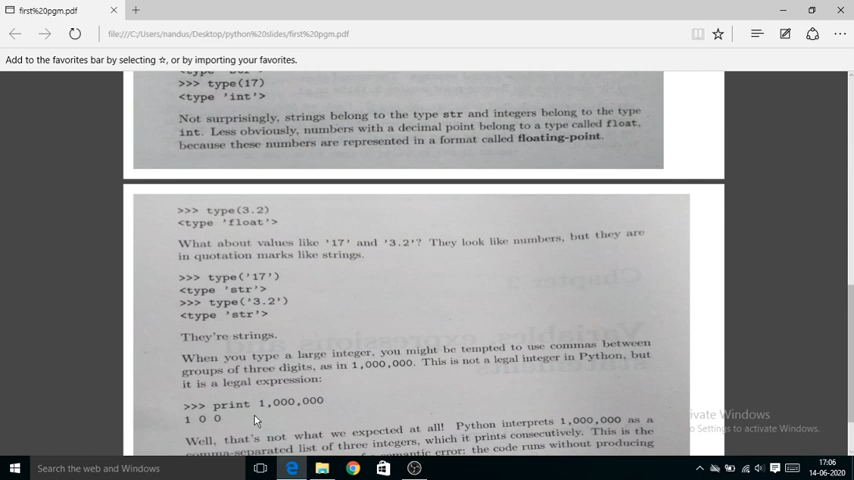 first%20pgm.pdf
file:///C:/Users/nandus/Desktop/python%20slides/first%20pgm.pdf
Add to the favorites bar by selecting ☆, or by importing your favorites.
>>> type(17)
<type 'int'>
Not surprisingly, strings belong to the type str and integers belong to the type
int. Less obviously, numbers with a decimal point belong to a type called float,
because these numbers are represented in a format called floating-point.
>>> type(3.2)
<type 'float'>
What about values like '17' and '3.2'? They look like numbers, but they are
in quotation marks like strings.
>>> type('17')
<type 'str'>
>>> type('3.2')
<type 'str'>
They're strings.
When you type a large integer, you might be tempted to use commas between
groups of three digits, as in 1,000,000. This is not a legal integer in Python, but
it is a legal expression:
>>> print 1,000,000
1 0 0
Well, that's not what we expected at all! Python interprets 1,000,000 as a
comma-separated list of three integers, which it prints consecutively. This is the
semantic error: the code runs without producing
Windows
to Settings to activate Windows.
Search the web and Windows
17:06
14-06-2020